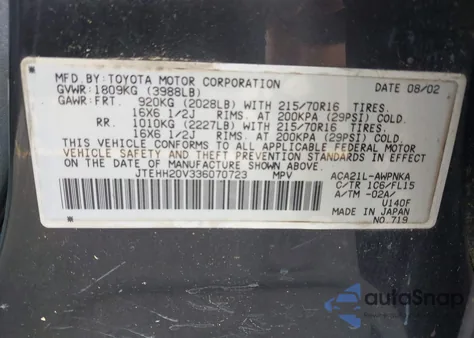 MFD.BY:TOYOTA MOTOR CORPORATION DATE 08/02
GVWR:1809KG (3988LB)
GAWR:FRT. 920KG (2028LB) WITH 215/70R16 TIRES.
16X6 1/2J RIMS.AT 200KPA (29PSI) COLD.
RR. 1010KG (2227LB) WITH 215/70R16 TIRES.
16X6 1/2J RIMS.AT 200KPA (29PSI) COLD.
THIS VEHICLE CONFORMS TO ALL APPLICABLE FEDERAL MOTOR
VEHICLE SAFETY AND THEFT PREVENTION STANDARDS IN EFFECT
ON THE DATE OF MANUFACTURE SHOWN ABOVE.
JTEHH20V336070723 MPV ACA21L-AWPNKA
C/TR 1C6/FL15
A/TM -02A/
U140F
MADE IN JAPAN
NO.719
autoSnap